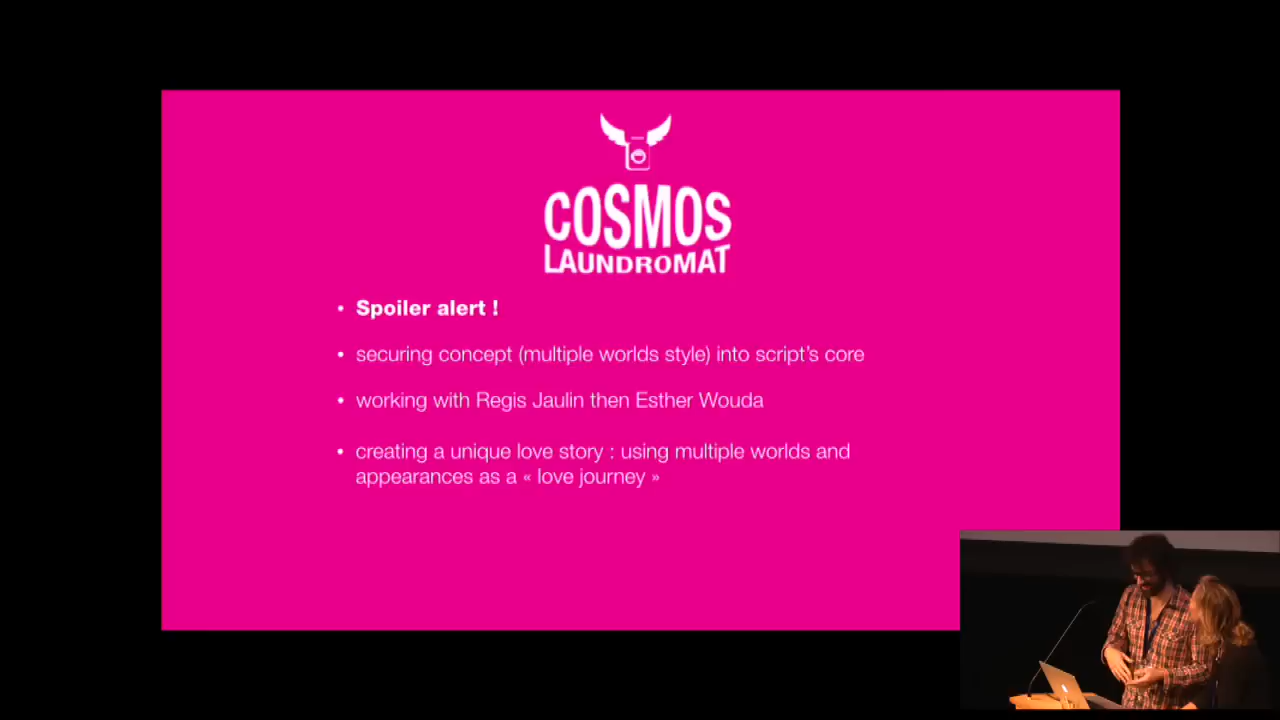 COSMOS
LAUNDROMAT
• Spoiler alert !
• securing concept (multiple worlds style) into script's core
• working with Regis Jaulin then Esther Wouda
• creating a unique love story : using multiple worlds and
appearances as a « love journey »